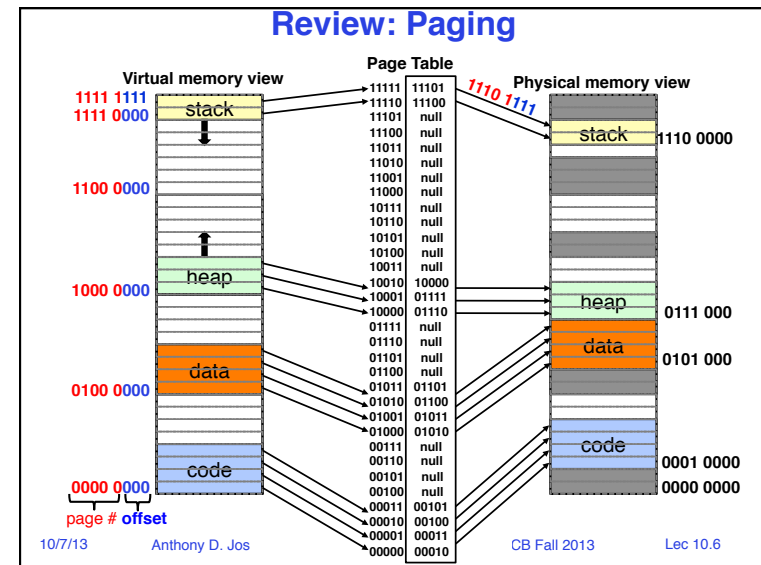 Review: Paging
Page Table
Virtual memory view
Physical memory view
1111 1111
1111 0000
1100 0000
1000 0000
0100 0000
0000 0000
page # offset
stack
heap
data
code
11111 11101
11110 11100
11101 null
11100 null
11011 null
11010 null
11001 null
11000 null
10111 null
10110 null
10101 null
10100 null
10011 null
10010 10000
10001 01111
10000 01110
01111 null
01110 null
01101 null
01100 null
01011 01101
01010 01100
01001 01011
01000 01010
00111 null
00110 null
00101 null
00100 null
00011 00101
00010 00100
00001 00011
00000 00010
1110 1111
stack
1110 0000
heap
0111 000
data
0101 000
code
0001 0000
0000 0000
10/7/13 Anthony D. Jos CB Fall 2013 Lec 10.6